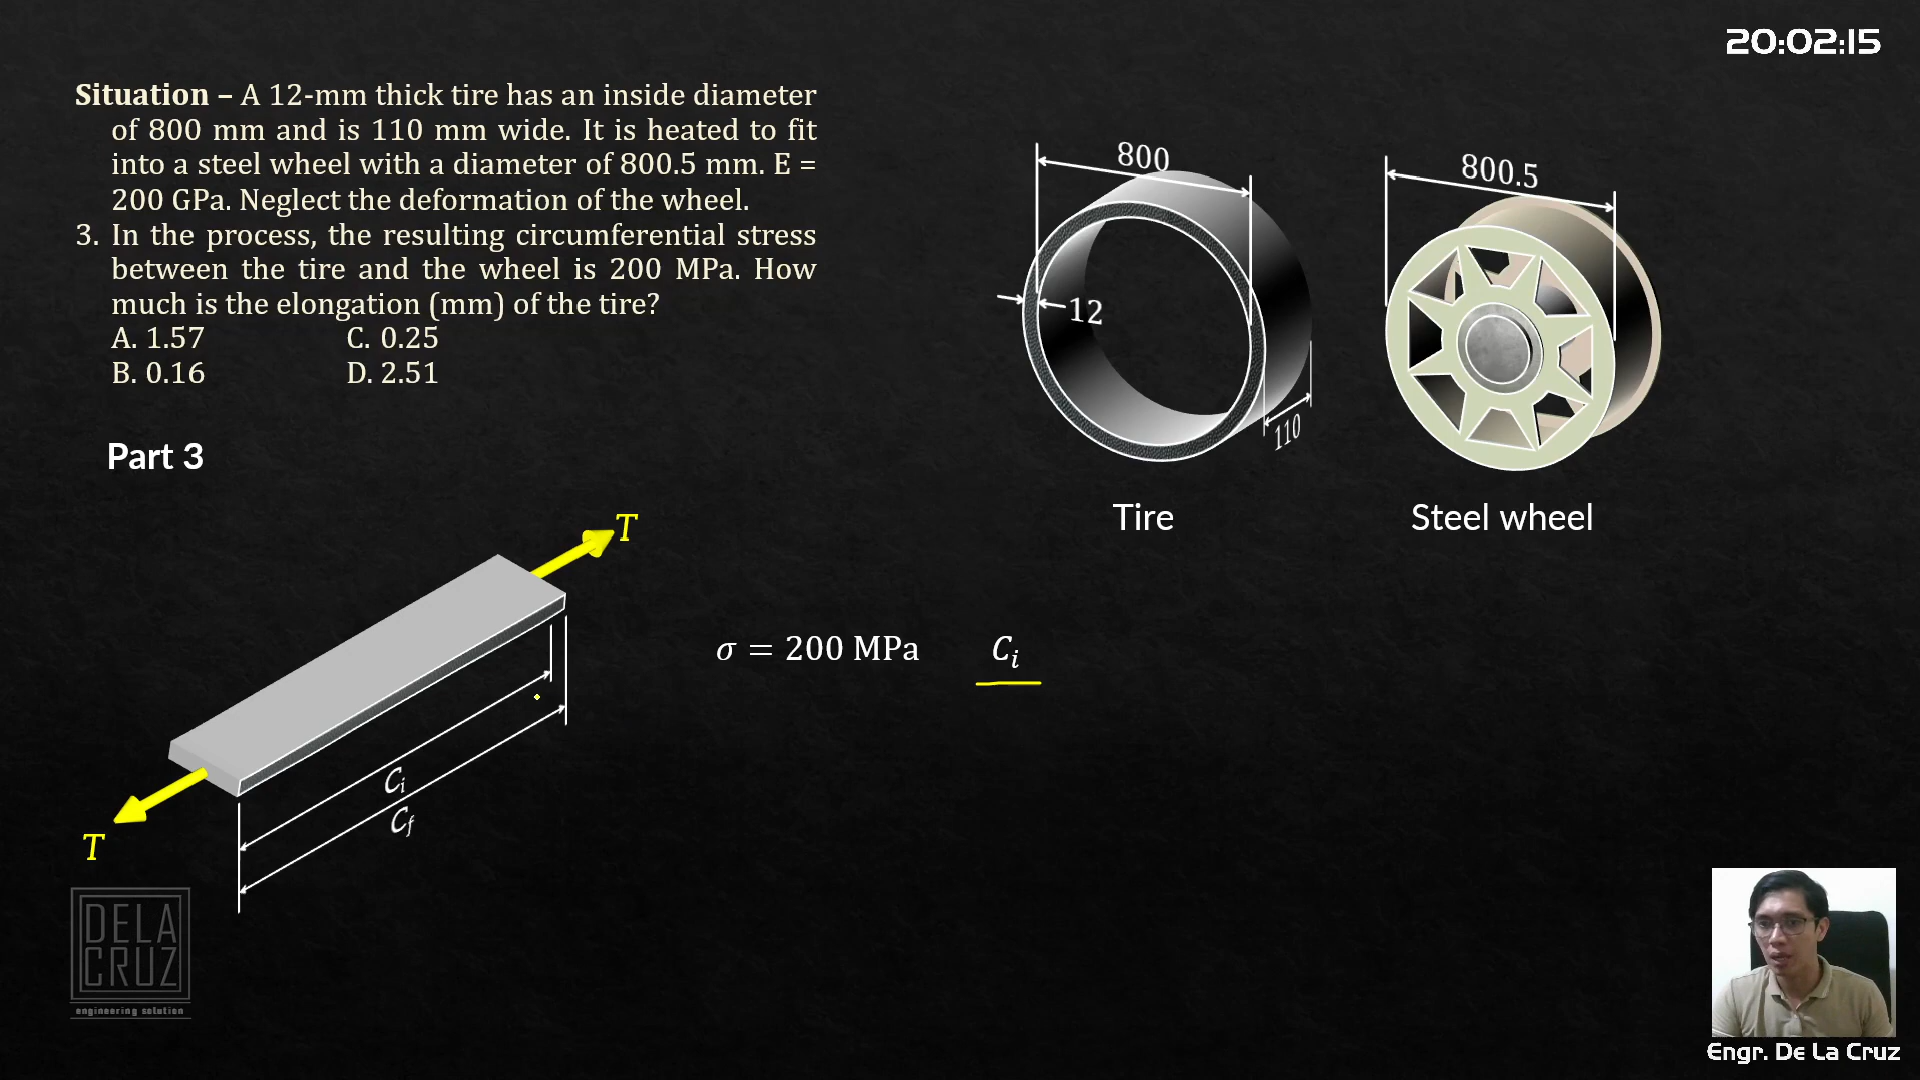 20:02:15
Situation – A 12-mm thick tire has an inside diameter
of 800 mm and is 110 mm wide. It is heated to fit
into a steel wheel with a diameter of 800.5 mm. E =
200 GPa. Neglect the deformation of the wheel.
3. In the process, the resulting circumferential stress
between the tire and the wheel is 200 MPa. How
much is the elongation (mm) of the tire?
A. 1.57 C. 0.25
B. 0.16 D. 2.51
800
12
110
Tire
800.5
Steel wheel
Part 3
T
T
C_i
C_f
σ = 200 MPa C_i
DELA
CRUZ
engineering solution
Engr. De La Cruz